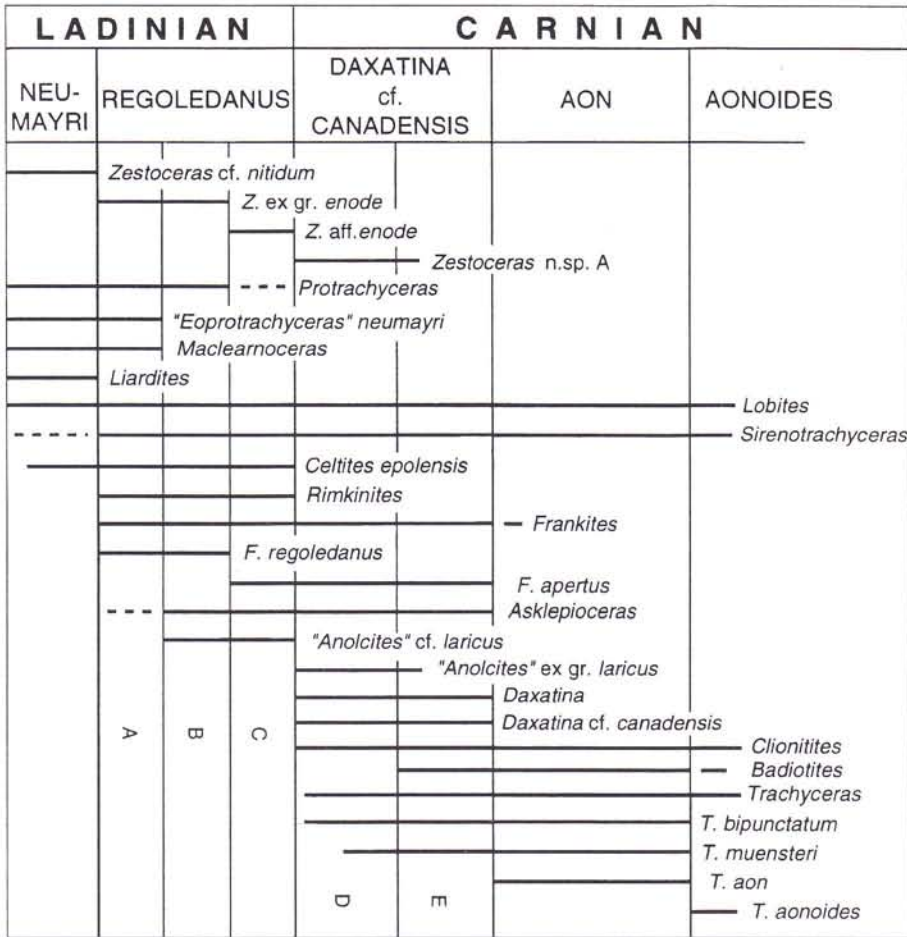 LADINIAN CARNIAN
NEU-
MAYRI
REGOLEDANUS
DAXATINA
cf.
CANADENSIS
AON
AONOIDES
Zestoceras cf. nitidum
Z. ex gr. enode
Z. aff.enode
Zestoceras n.sp. A
Protrachyceras
"Eoprotrachyceras" neumayri
Maclearnoceras
Liardites
Lobites
Sirenotrachyceras
Celtites epolensis
Rimkinites
Frankites
F. regoledanus
F. apertus
Asklepioceras
"Anolcites" cf. laricus
"Anolcites" ex gr. laricus
Daxatina
Daxatina cf. canadensis
A B C
Clionitites
Badiotites
Trachyceras
T. bipunctatum
T. muensteri
T. aon
D E
T. aonoides